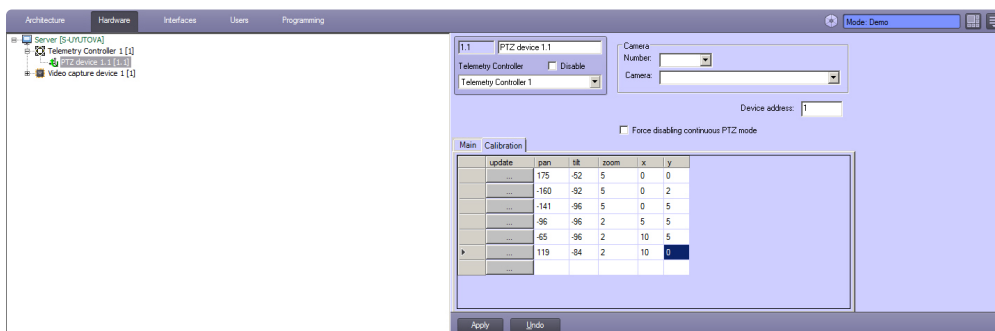 Architecture Hardware Interfaces Users Programming Mode: Demo
Server [S-UYUTOVA]
Telemetry Controller 1 [1]
PTZ device 1.1 [1.1]
Video capture device 1 [1]
1.1 PTZ device 1.1
Telemetry Controller Disable
Telemetry Controller 1
Camera
Number:
Camera:
Device address: 1
Force disabling continuous PTZ mode
Main Calibration
update pan tilt zoom x y
... 175 -52 5 0 0
... -160 -92 5 0 2
... -141 -96 5 0 5
... -96 -96 2 5 5
... -65 -96 2 10 5
... 119 -84 2 10 0
...
Apply Undo